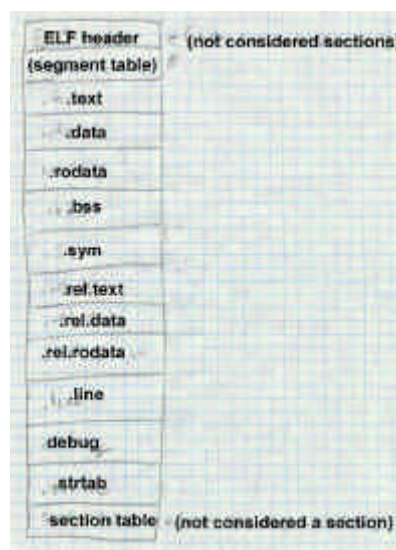 ELF header (not considered sections)
(segment table)
.text
.data
.rodata
.bss
.sym
.rel.text
.rel.data
.rel.rodata
.line
debug
.strtab
section table (not considered a section)